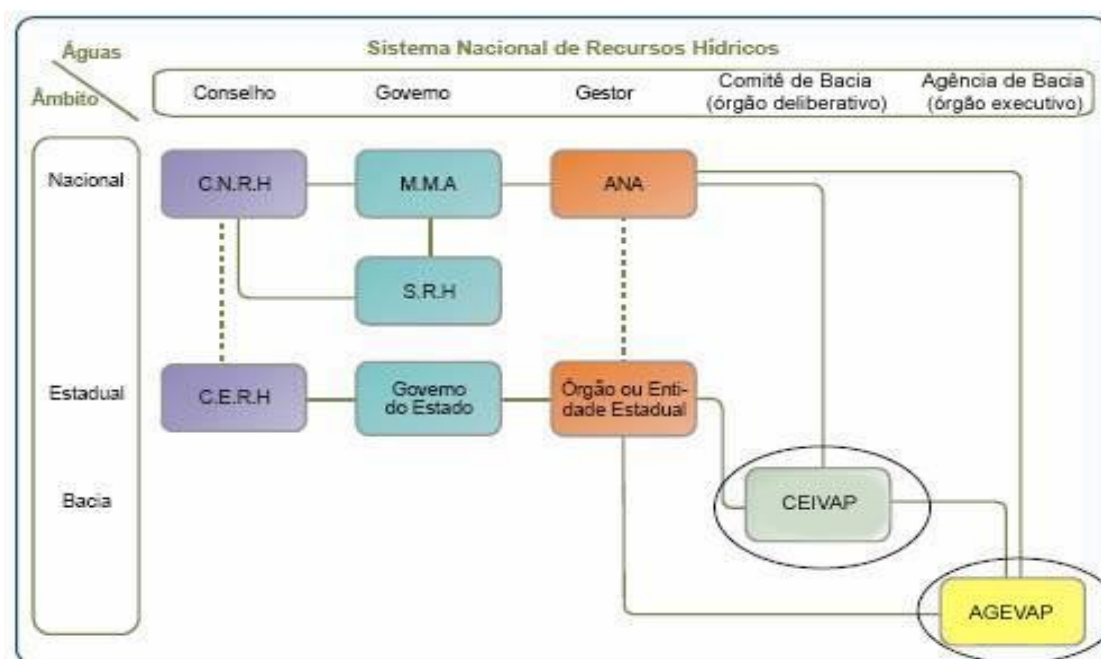 Águas
Âmbito
Sistema Nacional de Recursos Hídricos
Conselho
Governo
Gestor
Comitê de Bacia
(órgão deliberativo)
Agência de Bacia
(órgão executivo)
Nacional
C.N.R.H
M.M.A
ANA
S.R.H
Estadual
C.E.R.H
Governo
do Estado
Órgão ou Enti-
dade Estadual
Bacia
CEIVAP
AGEVAP